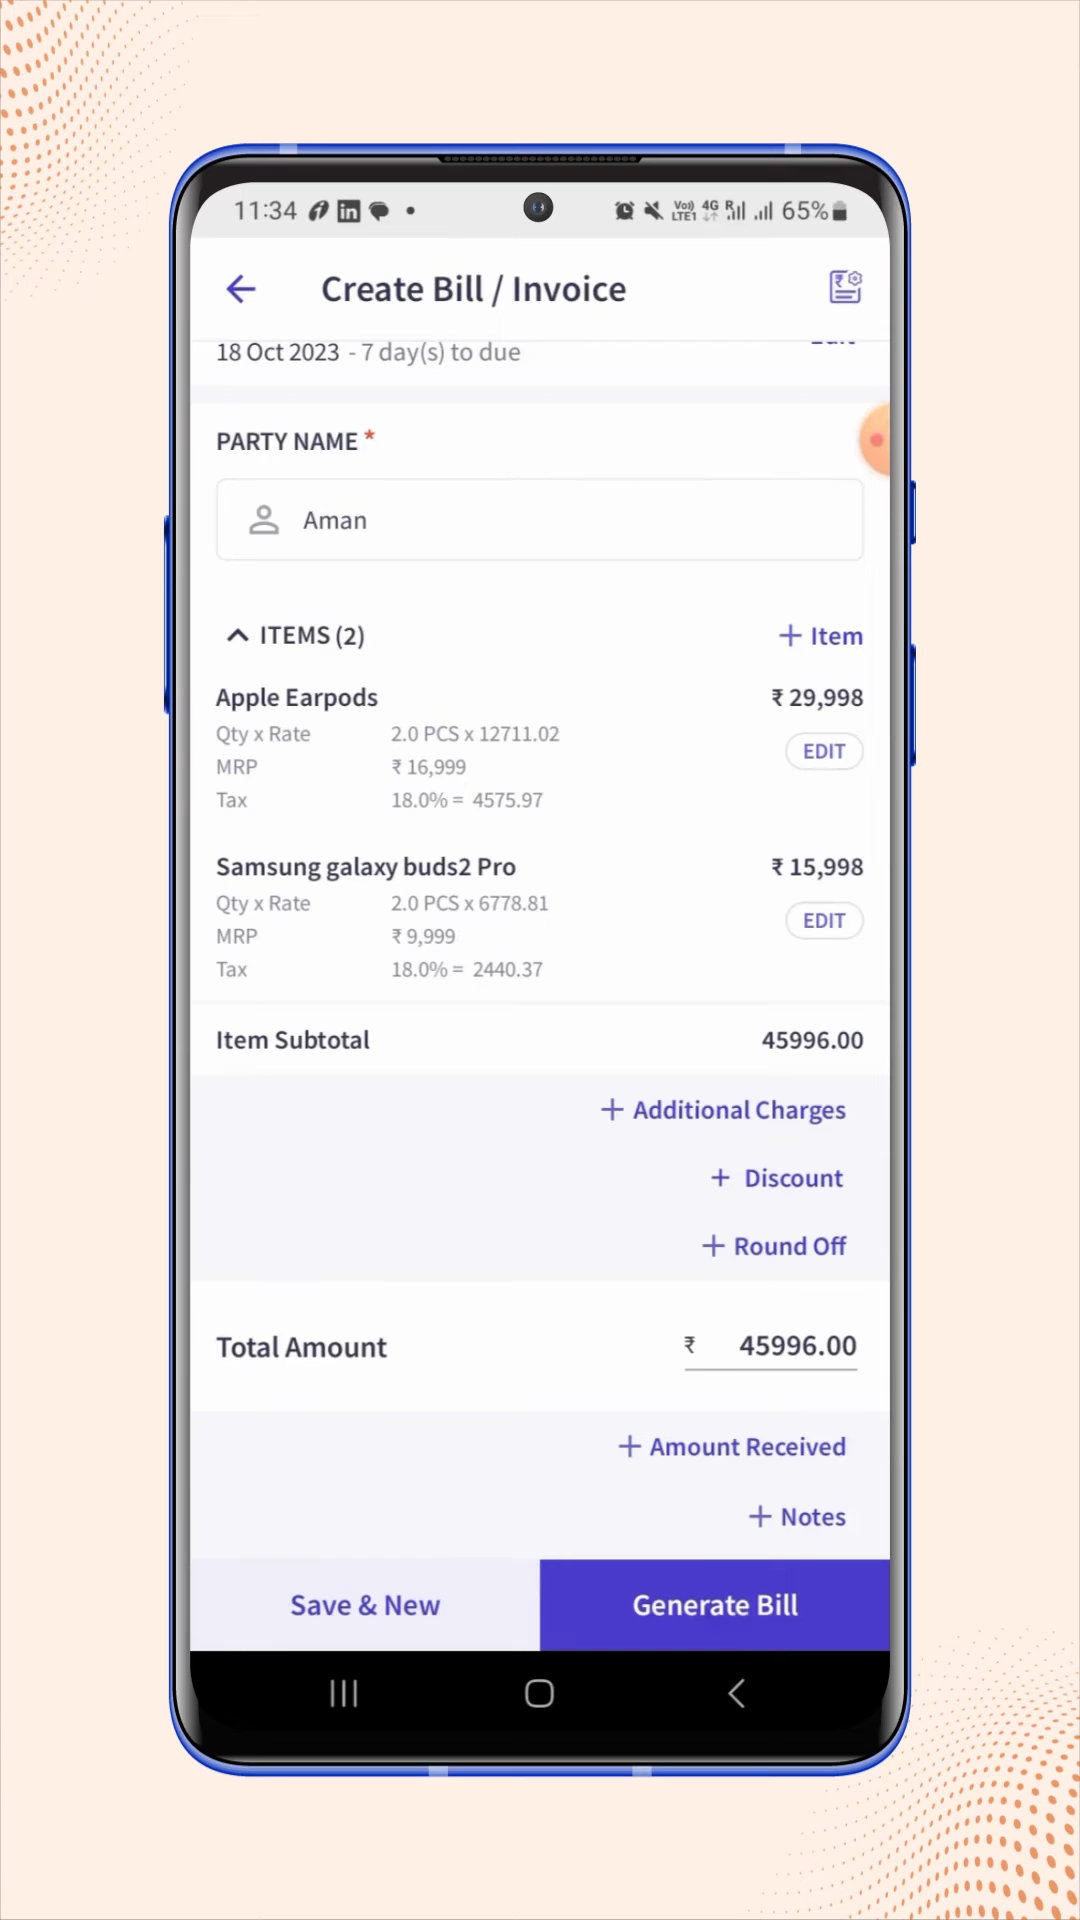 11:34 Vo)) LTE1 4G R 65%
Create Bill / Invoice
18 Oct 2023 - 7 day(s) to due
PARTY NAME *
Aman
ITEMS (2) + Item
Apple Earpods ₹ 29,998
Qty x Rate 2.0 PCS x 12711.02 EDIT
MRP ₹ 16,999
Tax 18.0% = 4575.97
Samsung galaxy buds2 Pro ₹ 15,998
Qty x Rate 2.0 PCS x 6778.81 EDIT
MRP ₹ 9,999
Tax 18.0% = 2440.37
Item Subtotal 45996.00
+ Additional Charges
+ Discount
+ Round Off
Total Amount ₹ 45996.00
+ Amount Received
+ Notes
Save & New Generate Bill